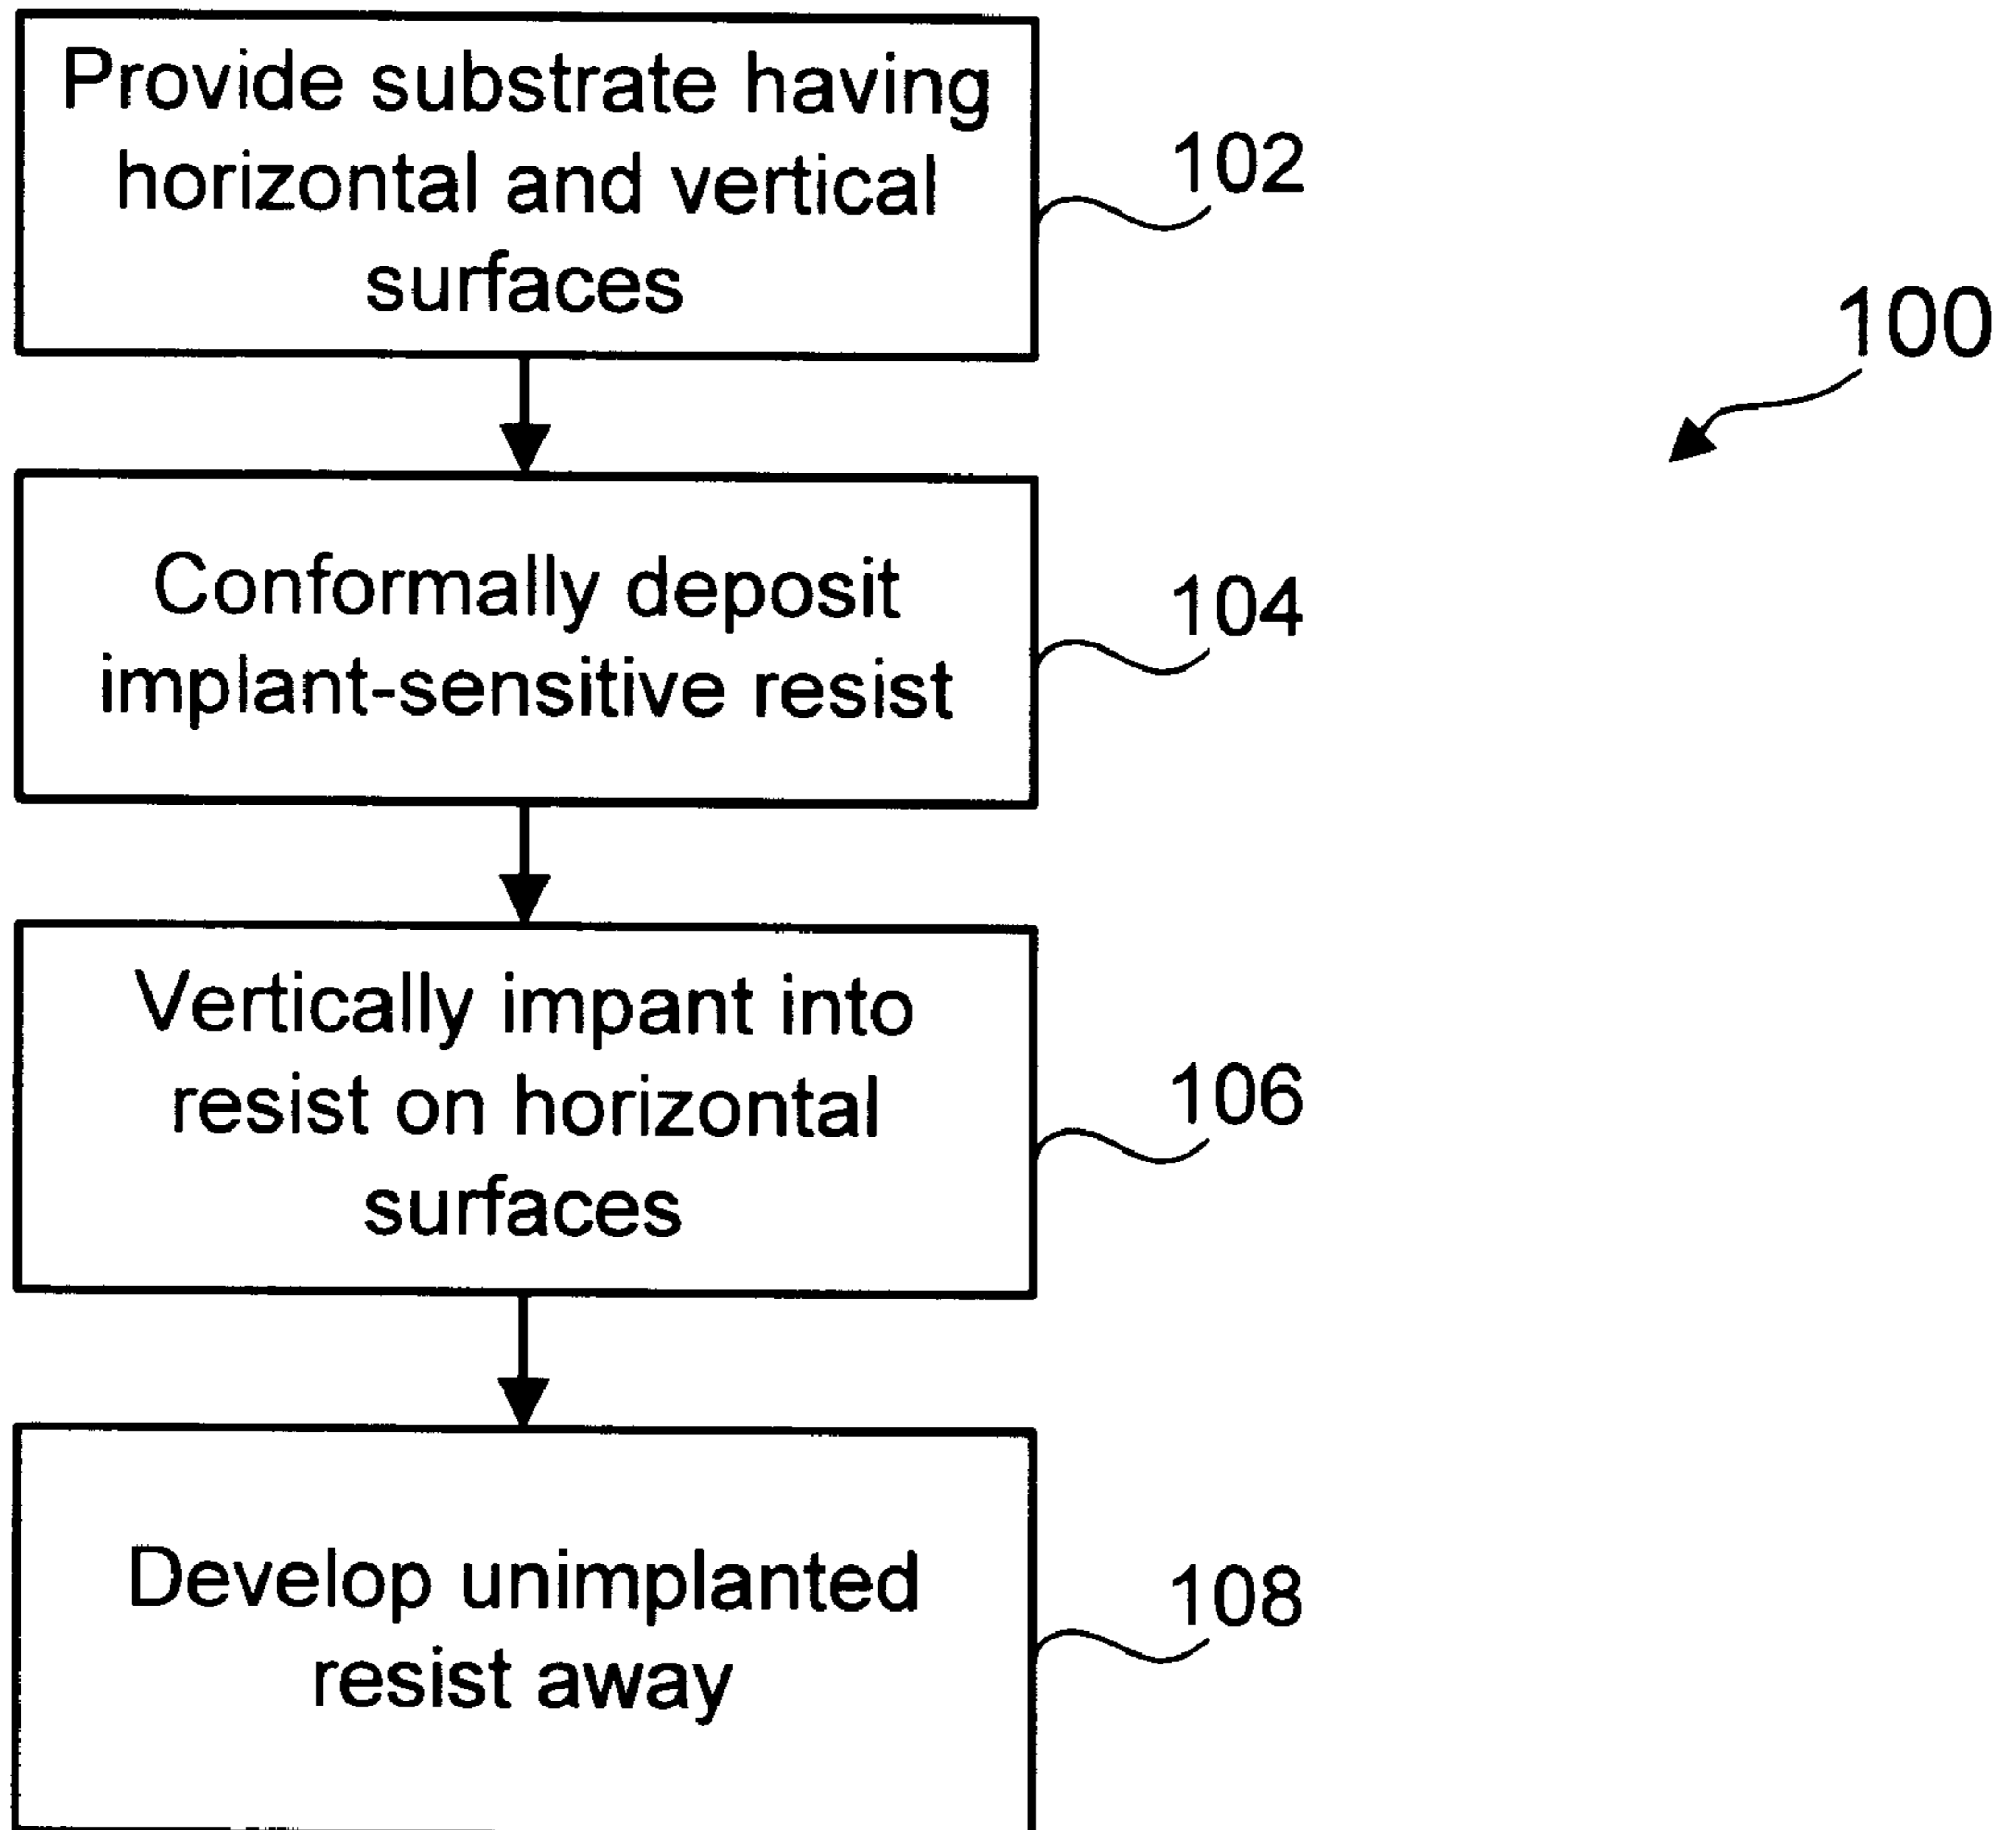 Provide substrate having
horizontal and vertical
surfaces
102
100
Conformally deposit
implant-sensitive resist
104
Vertically impant into
resist on horizontal
surfaces
106
Develop unimplanted
resist away
108